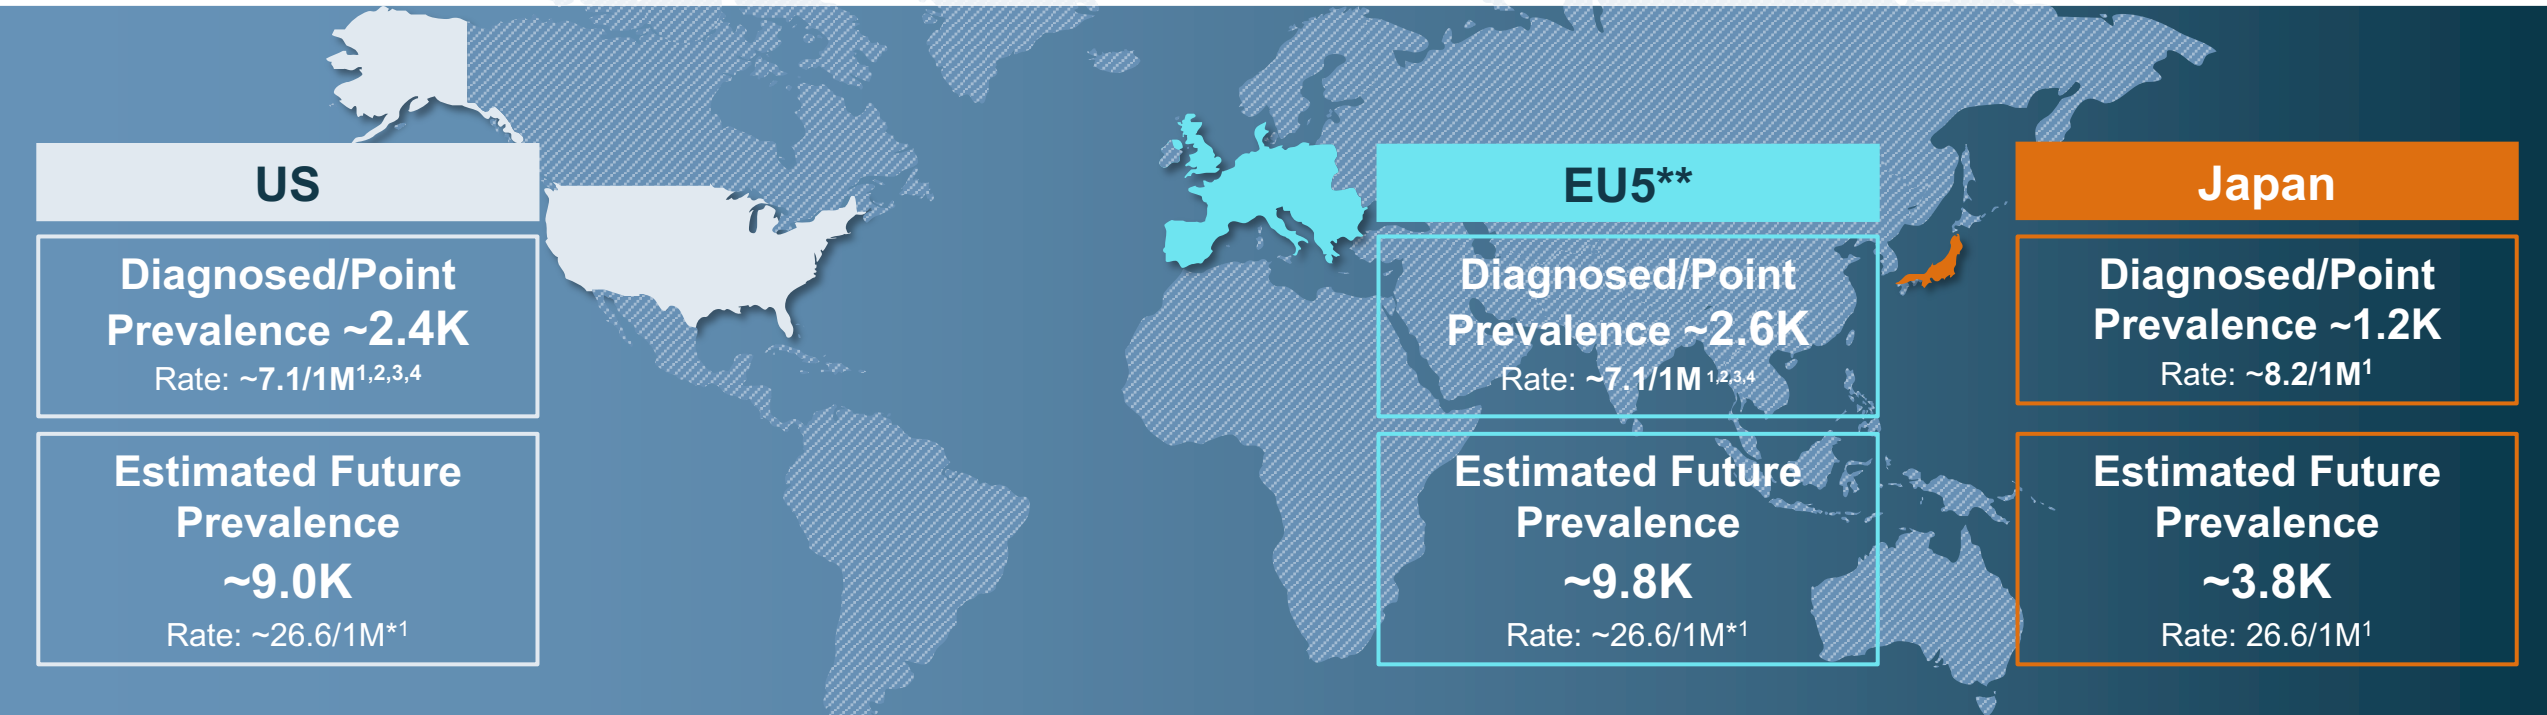 US
Diagnosed/Point
Prevalence ~2.4K
Rate: ~7.1/1M1,2,3,4
Estimated Future
Prevalence
~9.0K
Rate: ~26.6/1M*1
EU5**
Diagnosed/Point
Prevalence ~2.6K
Rate: ~7.1/1M 1,2,3,4
Estimated Future
Prevalence
~9.8K
Rate: ~26.6/1M*1
Japan
Diagnosed/Point
Prevalence ~1.2K
Rate: ~8.2/1M1
Estimated Future
Prevalence
~3.8K
Rate: 26.6/1M1